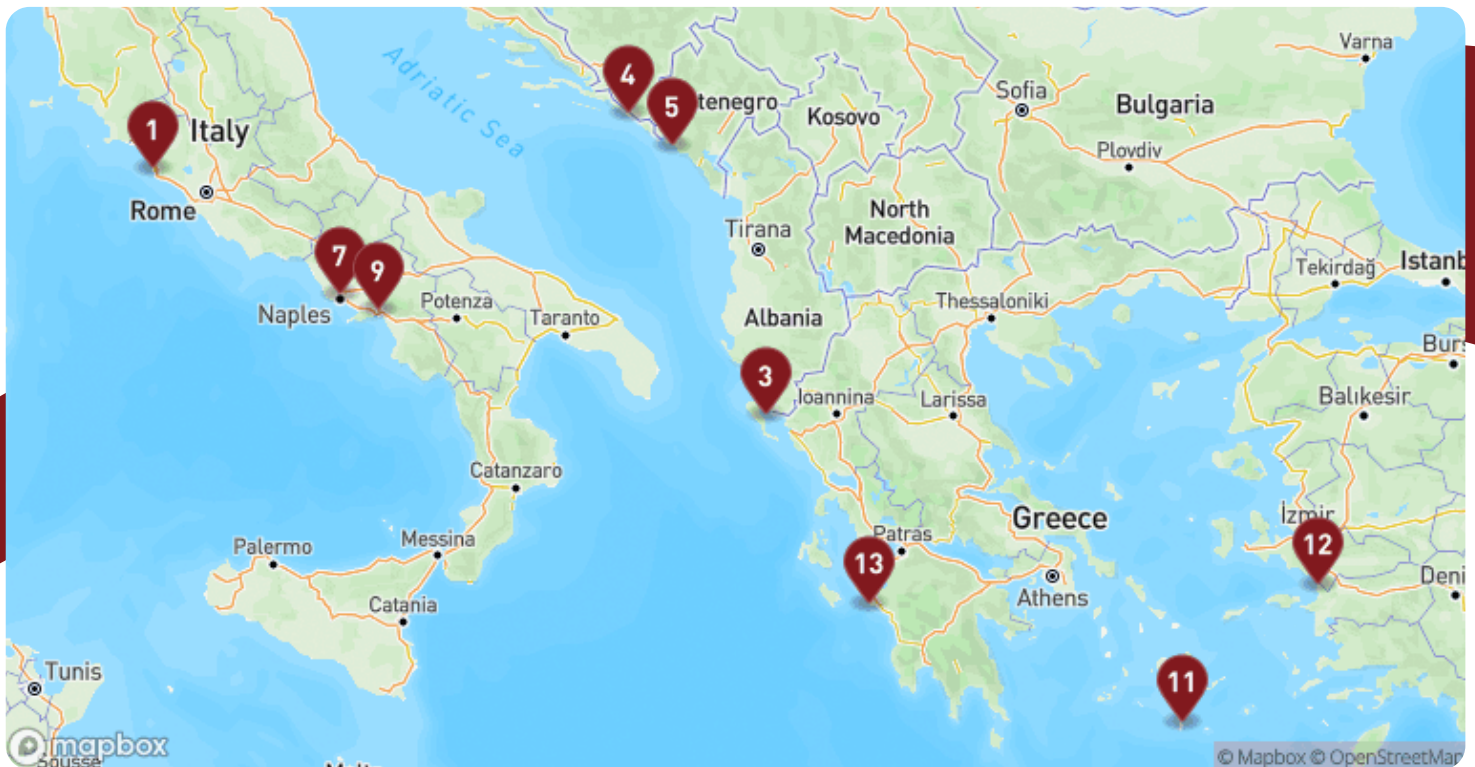 Varna
Adriatic Sea
4
Sofia
5
tenegro
Bulgaria
Kosovo
1
Italy
Plovdiv
Rome
North
Macedonia
Tirana
7
9
Istanb
Tekirdağ
Naples
Potenza
Taranto
Albania
Thessaloniki
Burs
3
Ioannina
Larissa
Balıkesir
Catanzaro
Greece
İzmir
Palermo
Messina
Patras
12
13
Athens
Deni
Catania
Tunis
11
mapbox
Sousse
Malt
© Mapbox © OpenStreetMap